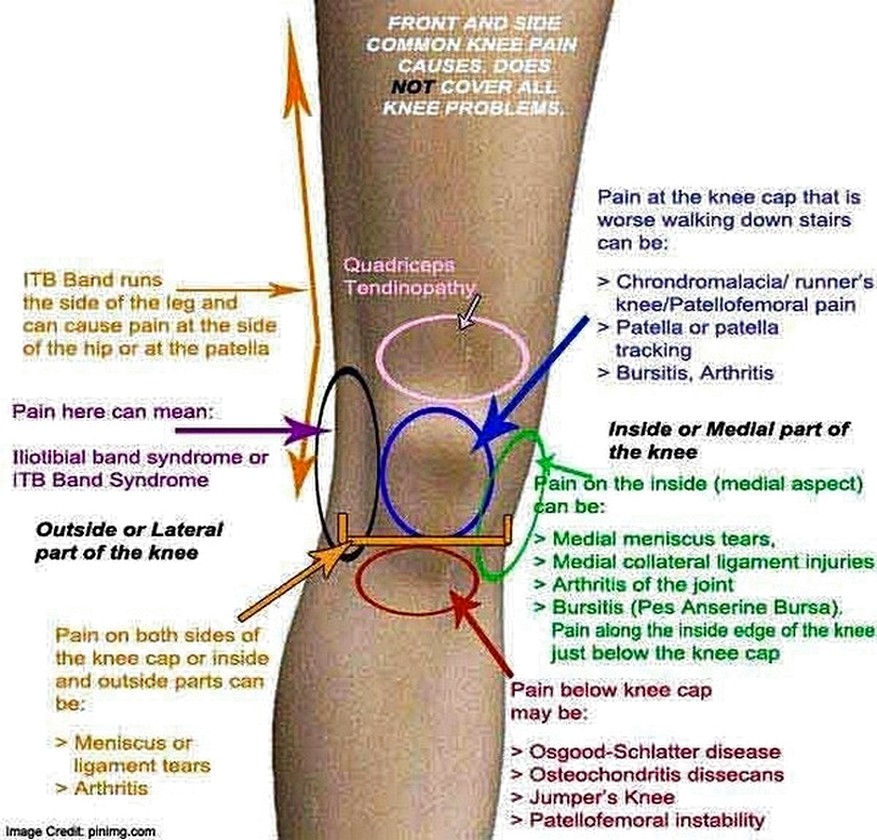 FRONT AND SIDE
COMMON KNEE PAIN
CAUSES. DOES
NOT COVER ALL
KNEE PROBLEMS.
Pain at the knee cap that is
worse walking down stairs
can be:
> Chrondromalacia/ runner's
knee/Patellofemoral pain
> Patella or patella
tracking
> Bursitis, Arthritis
Quadriceps
Tendinopathy
ITB Band runs
the side of the leg and
can cause pain at the side
of the hip or at the patella
Pain here can mean:
Iliotibial band syndrome or
ITB Band Syndrome
Outside or Lateral
part of the knee
Inside or Medial part of
the knee
Pain on the inside (medial aspect)
can be:
> Medial meniscus tears,
> Medial collateral ligament injuries
> Arthritis of the joint
> Bursitis (Pes Anserine Bursa).
Pain along the inside edge of the knee
just below the knee cap
Pain on both sides of
the knee cap or inside
and outside parts can
be:
> Meniscus or
ligament tears
> Arthritis
Pain below knee cap
may be:
> Osgood-Schlatter disease
> Osteochondritis dissecans
> Jumper's Knee
> Patellofemoral instability
Image Credit: pinimg.com